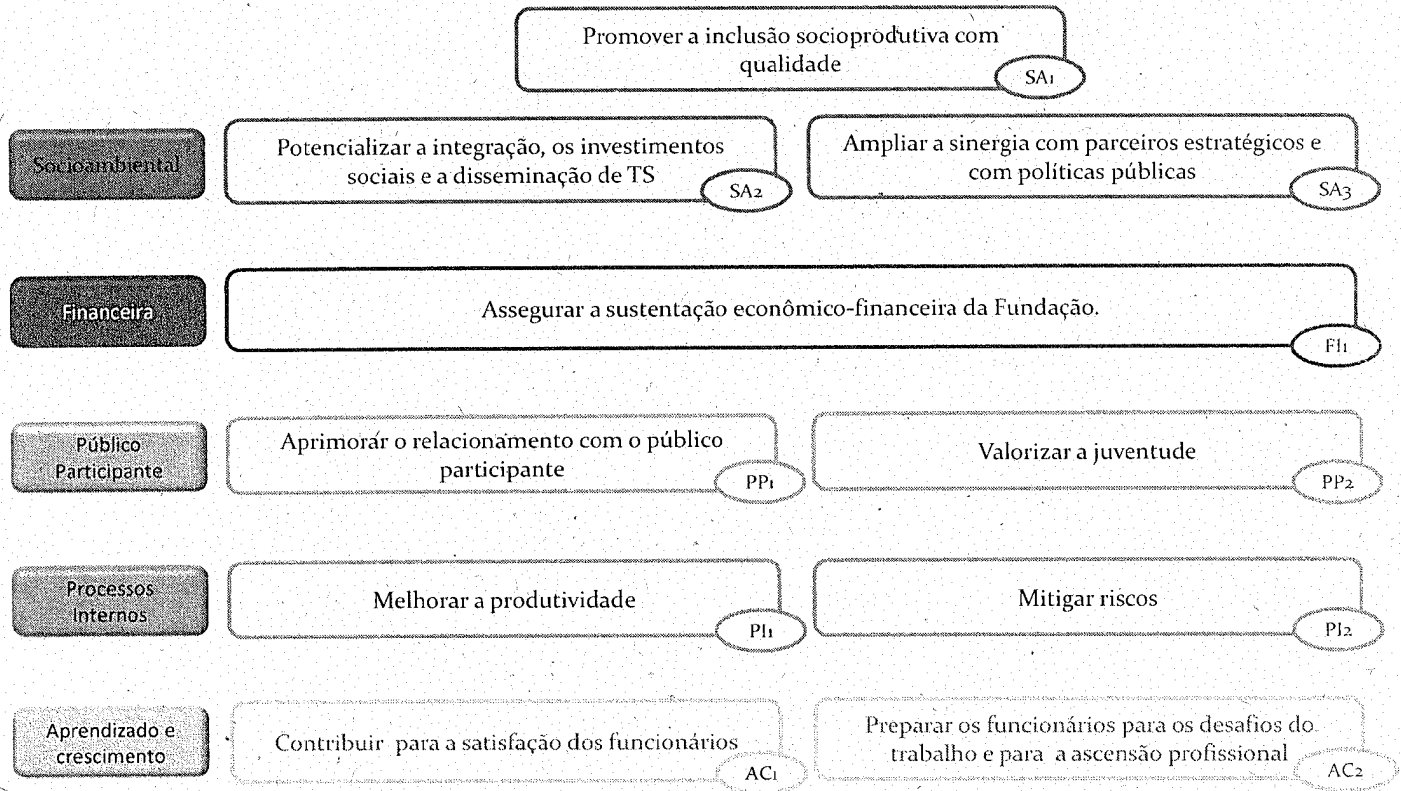 Promover a inclusão socioprodutiva com
qualidade
SA1
Socioambiental
Potencializar a integração, os investimentos
sociais e a disseminação de TS
SA2
Ampliar a sinergia com parceiros estratégicos e
com políticas públicas
SA3
Financeira
Assegurar a sustentação econômico-financeira da Fundação.
FI1
Público
Participante
Aprimorar o relacionamento com o público
participante
PP1
Valorizar a juventude
PP2
Processos
Internos
Melhorar a produtividade
PI1
Mitigar riscos
PI2
Aprendizado e
crescimento
Contribuir para a satisfação dos funcionários
AC1
Preparar os funcionários para os desafios do
trabalho e para a ascensão profissional
AC2